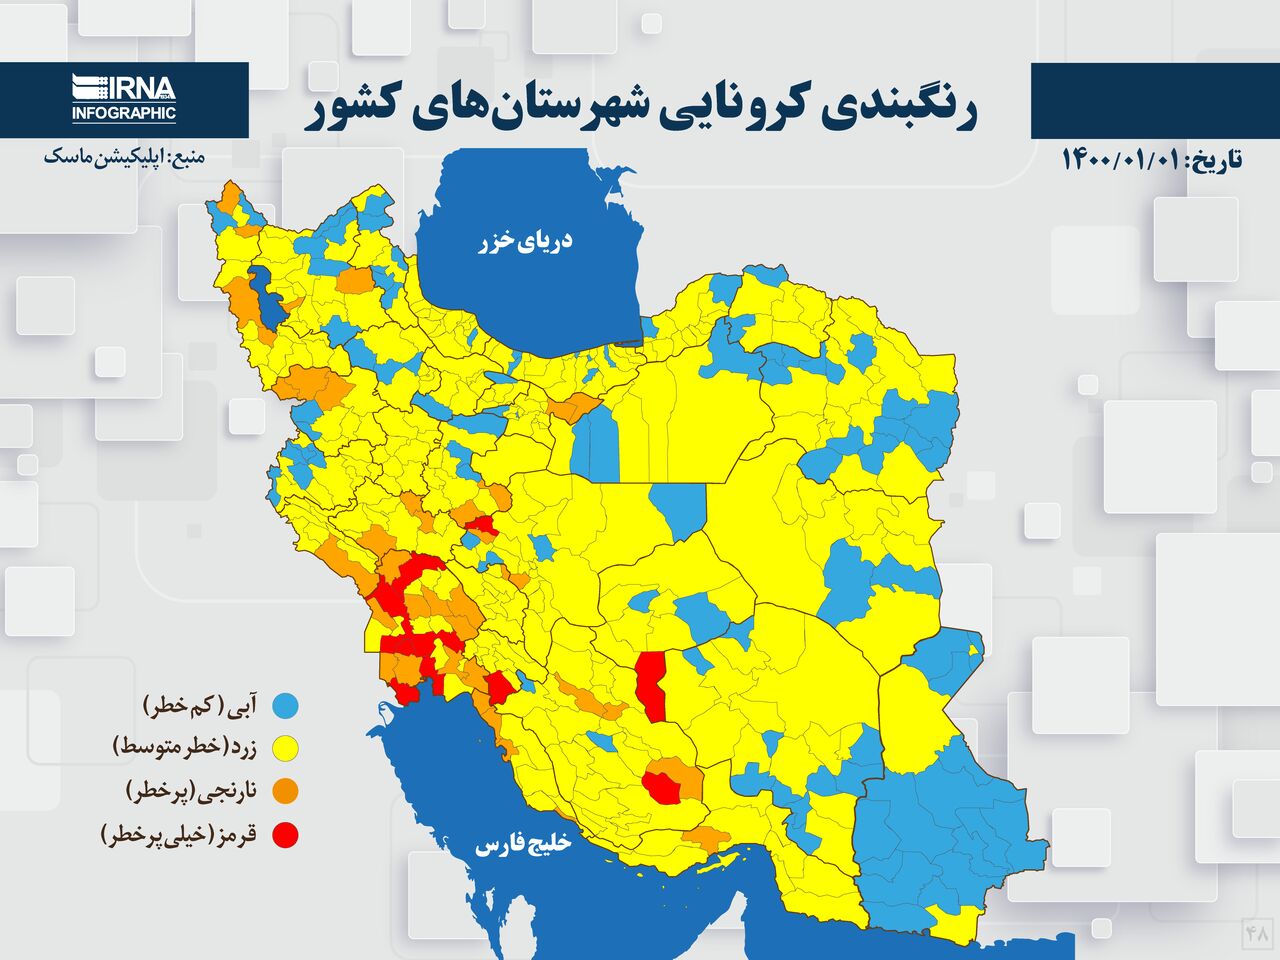 رنگبندی کرونایی شهرستان‌های کشور
IRNA
INFOGRAPHIC
تاریخ: ۱۴۰۰/۰۱/۰۱
منبع: اپلیکیشن ماسک
دریای خزر
آبی (کم خطر)
زرد (خطر متوسط)
نارنجی (پرخطر)
قرمز (خیلی پرخطر)
خلیج فارس
۴۸